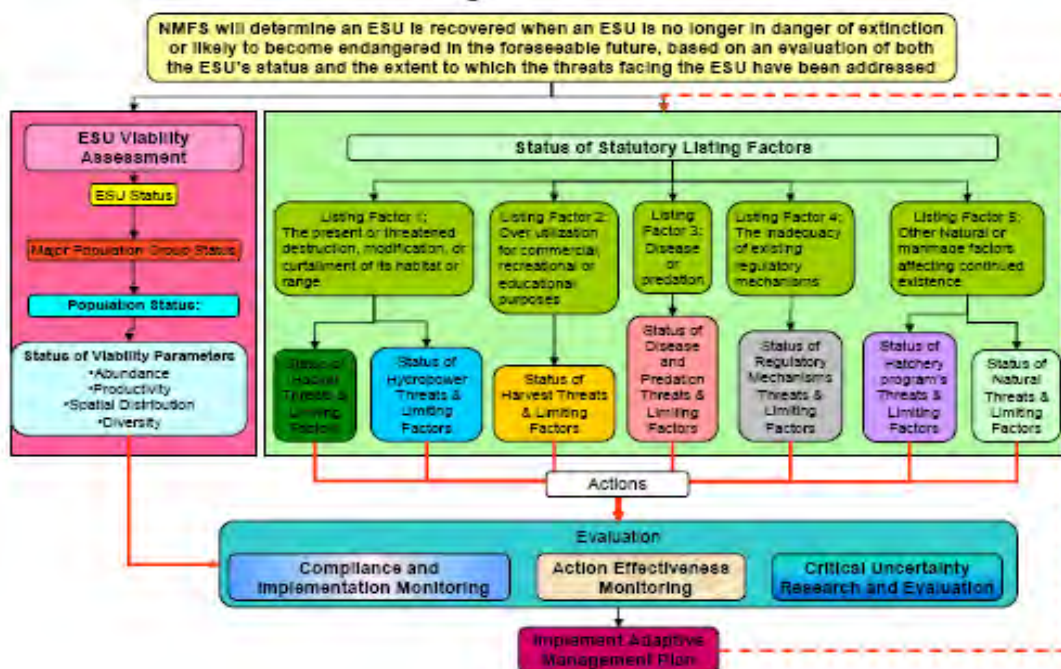 NMFS will determine an ESU is recovered when an ESU is no longer in danger of extinction
or likely to become endangered in the foreseeable future, based on an evaluation of both
the ESU's status and the extent to which the threats facing the ESU have been addressed
ESU Viability
Assessment
ESU Status
Major Population Group Status
Population Status:
Status of Viability Parameters
•Abundance
•Productivity
•Spatial Distribution
•Diversity
Status of Statutory Listing Factors
Listing Factor 1:
The present or threatened
destruction, modification, or
curtailment of its habitat or
range
Listing Factor 2:
Over utilization
for commercial,
recreational or
educational
purposes
Listing
Factor 3:
Disease
or
predation
Listing Factor 4:
The inadequacy
of existing
regulatory
mechanisms
Listing Factor 5:
Other Natural or
manmade factors
affecting continued
existence
Status of
Habitat
Threats &
Limiting
Factors
Status of
Hydropower
Threats &
Limiting
Factors
Status of
Harvest Threats
& Limiting
Factors
Status of
Disease
and
Predation
Threats &
Limiting
Factors
Status of
Regulatory
Mechanisms
Threats &
Limiting
Factors
Status of
Hatchery
program's
Threats &
Limiting
Factors
Status of
Natural
Threats &
Limiting
Factors
Actions
Evaluation
Compliance and
Implementation Monitoring
Action Effectiveness
Monitoring
Critical Uncertainty
Research and Evaluation
Implement Adaptive
Management Plan